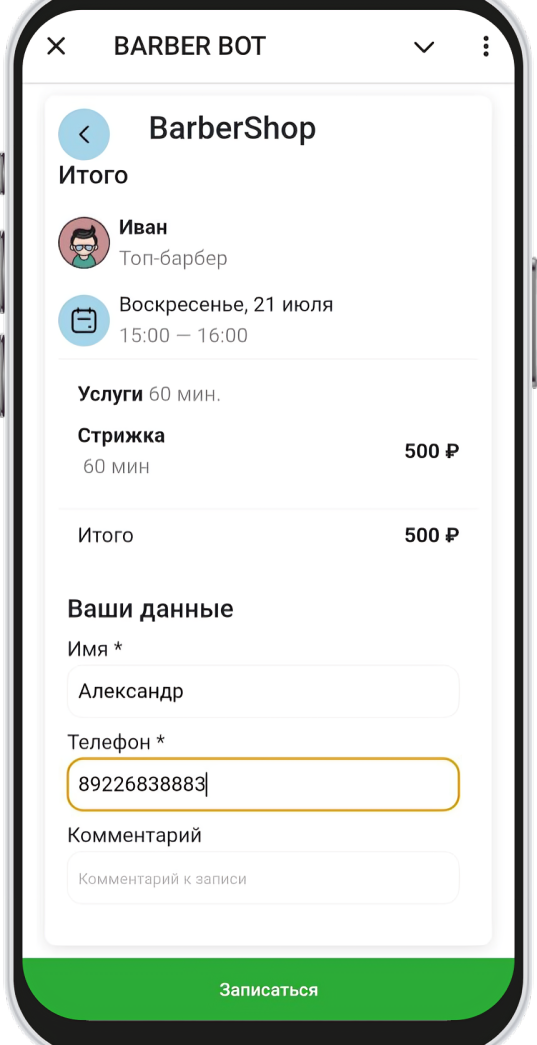 BARBER BOT
BarberShop
Итого
Иван
Топ-барбер
Воскресенье, 21 июля
15:00 — 16:00
Услуги 60 мин.
Стрижка
500 ₽
60 мин
Итого 500 ₽
Ваши данные
Имя *
Александр
Телефон *
89226838883
Комментарий
Комментарий к записи
Записаться